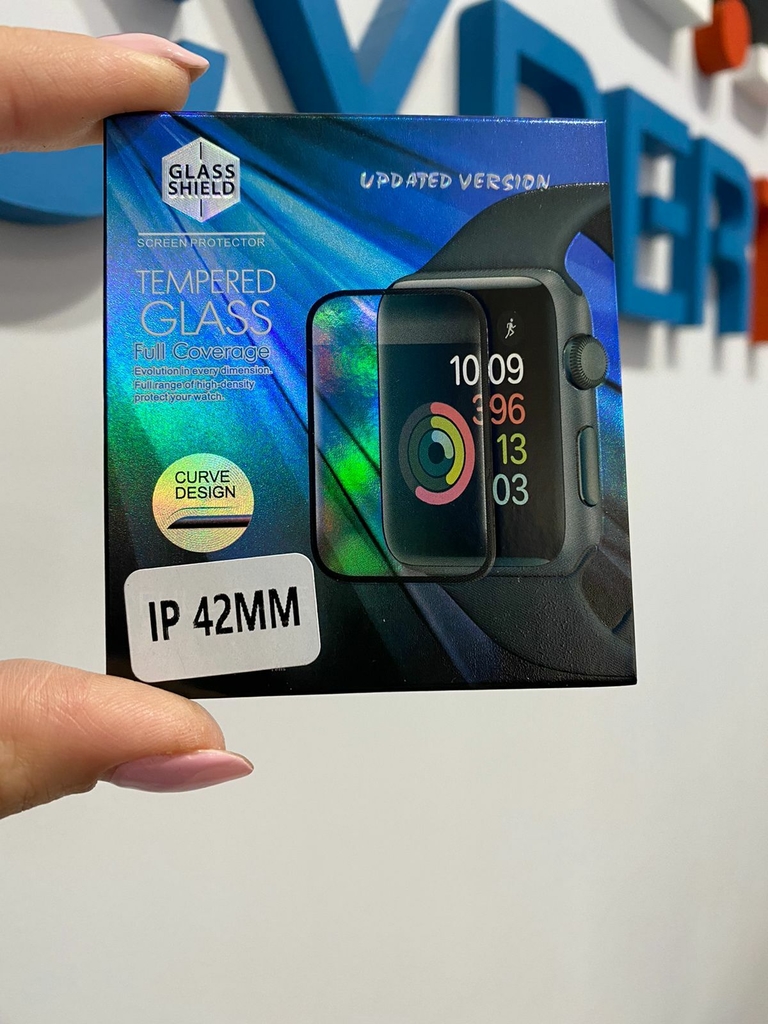 GLASS
SHIELD
SCREEN PROTECTOR
UPDATED VERSION
TEMPERED
GLASS
Full Coverage
Evolution in every dimension.
Full range of high-density
protect your watch.
10:09
396
13
03
CURVE
DESIGN
IP 42MM